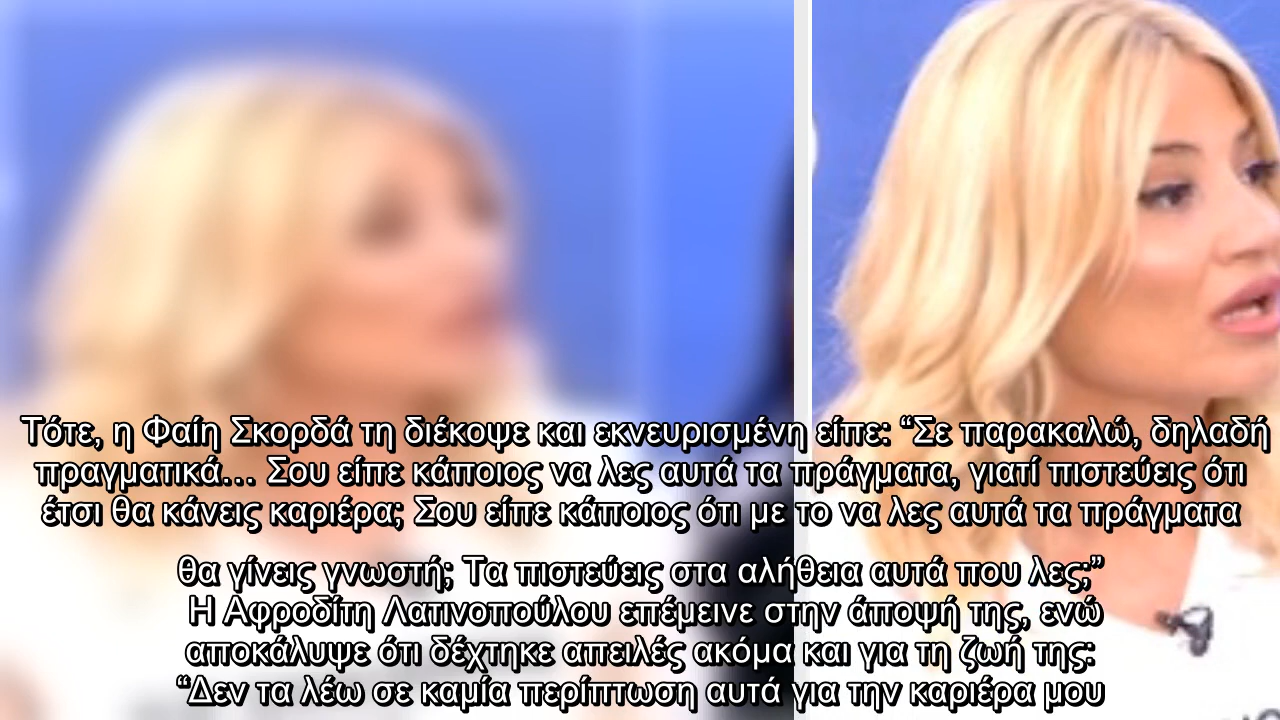 Τότε, η Φαίη Σκορδά τη διέκοψε και εκνευρισμένη είπε: “Σε παρακαλώ, δηλαδή
πραγματικά… Σου είπε κάποιος να λες αυτά τα πράγματα, γιατί πιστεύεις ότι
έτσι θα κάνεις καριέρα; Σου είπε κάποιος ότι με το να λες αυτά τα πράγματα
θα γίνεις γνωστή; Τα πιστεύεις στα αλήθεια αυτά που λες;”
Η Αφροδίτη Λατινοπούλου επέμεινε στην άποψή της, ενώ
αποκάλυψε ότι δέχτηκε απειλές ακόμα και για τη ζωή της:
“Δεν τα λέω σε καμία περίπτωση αυτά για την καριέρα μου